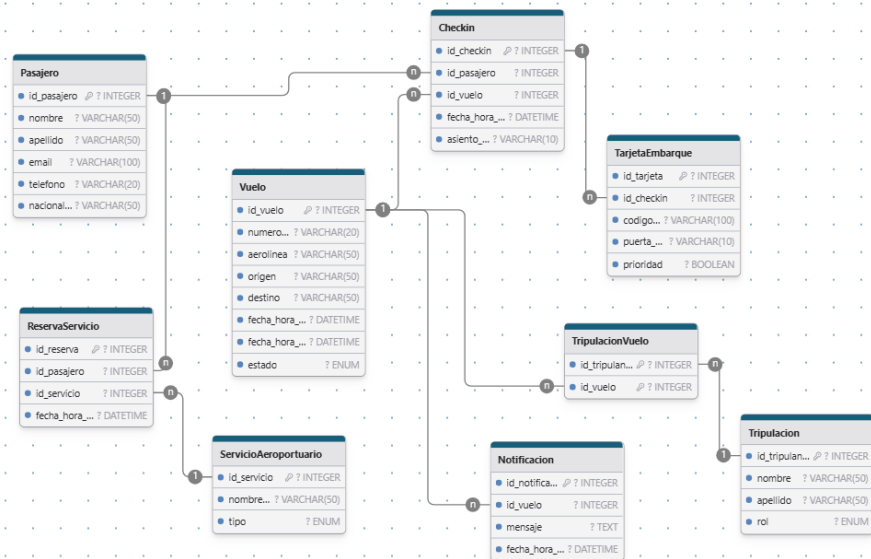 Checkin
id_checkin ? INTEGER
id_pasajero ? INTEGER
id_vuelo ? INTEGER
fecha_hora_... ? DATETIME
asiento_... ? VARCHAR(10)
Pasajero
id_pasajero ? INTEGER
nombre ? VARCHAR(50)
apellido ? VARCHAR(50)
email ? VARCHAR(100)
telefono ? VARCHAR(20)
nacional... ? VARCHAR(50)
TarjetaEmbarque
id_tarjeta ? INTEGER
id_checkin ? INTEGER
codigo... ? VARCHAR(100)
puerta_... ? VARCHAR(10)
prioridad ? BOOLEAN
Vuelo
id_vuelo ? INTEGER
numero... ? VARCHAR(20)
aerolinea ? VARCHAR(50)
origen ? VARCHAR(50)
destino ? VARCHAR(50)
fecha_hora_... ? DATETIME
fecha_hora_... ? DATETIME
estado ? ENUM
ReservaServicio
id_reserva ? INTEGER
id_pasajero ? INTEGER
id_servicio ? INTEGER
fecha_hora_... ? DATETIME
TripulacionVuelo
id_tripulan... ? INTEGER
id_vuelo ? INTEGER
ServicioAeroportuario
id_servicio ? INTEGER
nombre... ? VARCHAR(50)
tipo ? ENUM
Notificacion
id_notifica... ? INTEGER
id_vuelo ? INTEGER
mensaje ? TEXT
fecha_hora_... ? DATETIME
Tripulacion
id_tripulan... ? INTEGER
nombre ? VARCHAR(50)
apellido ? VARCHAR(50)
rol ? ENUM
1
n
n
1
n
1
n
n
1
n
n
1
n
n